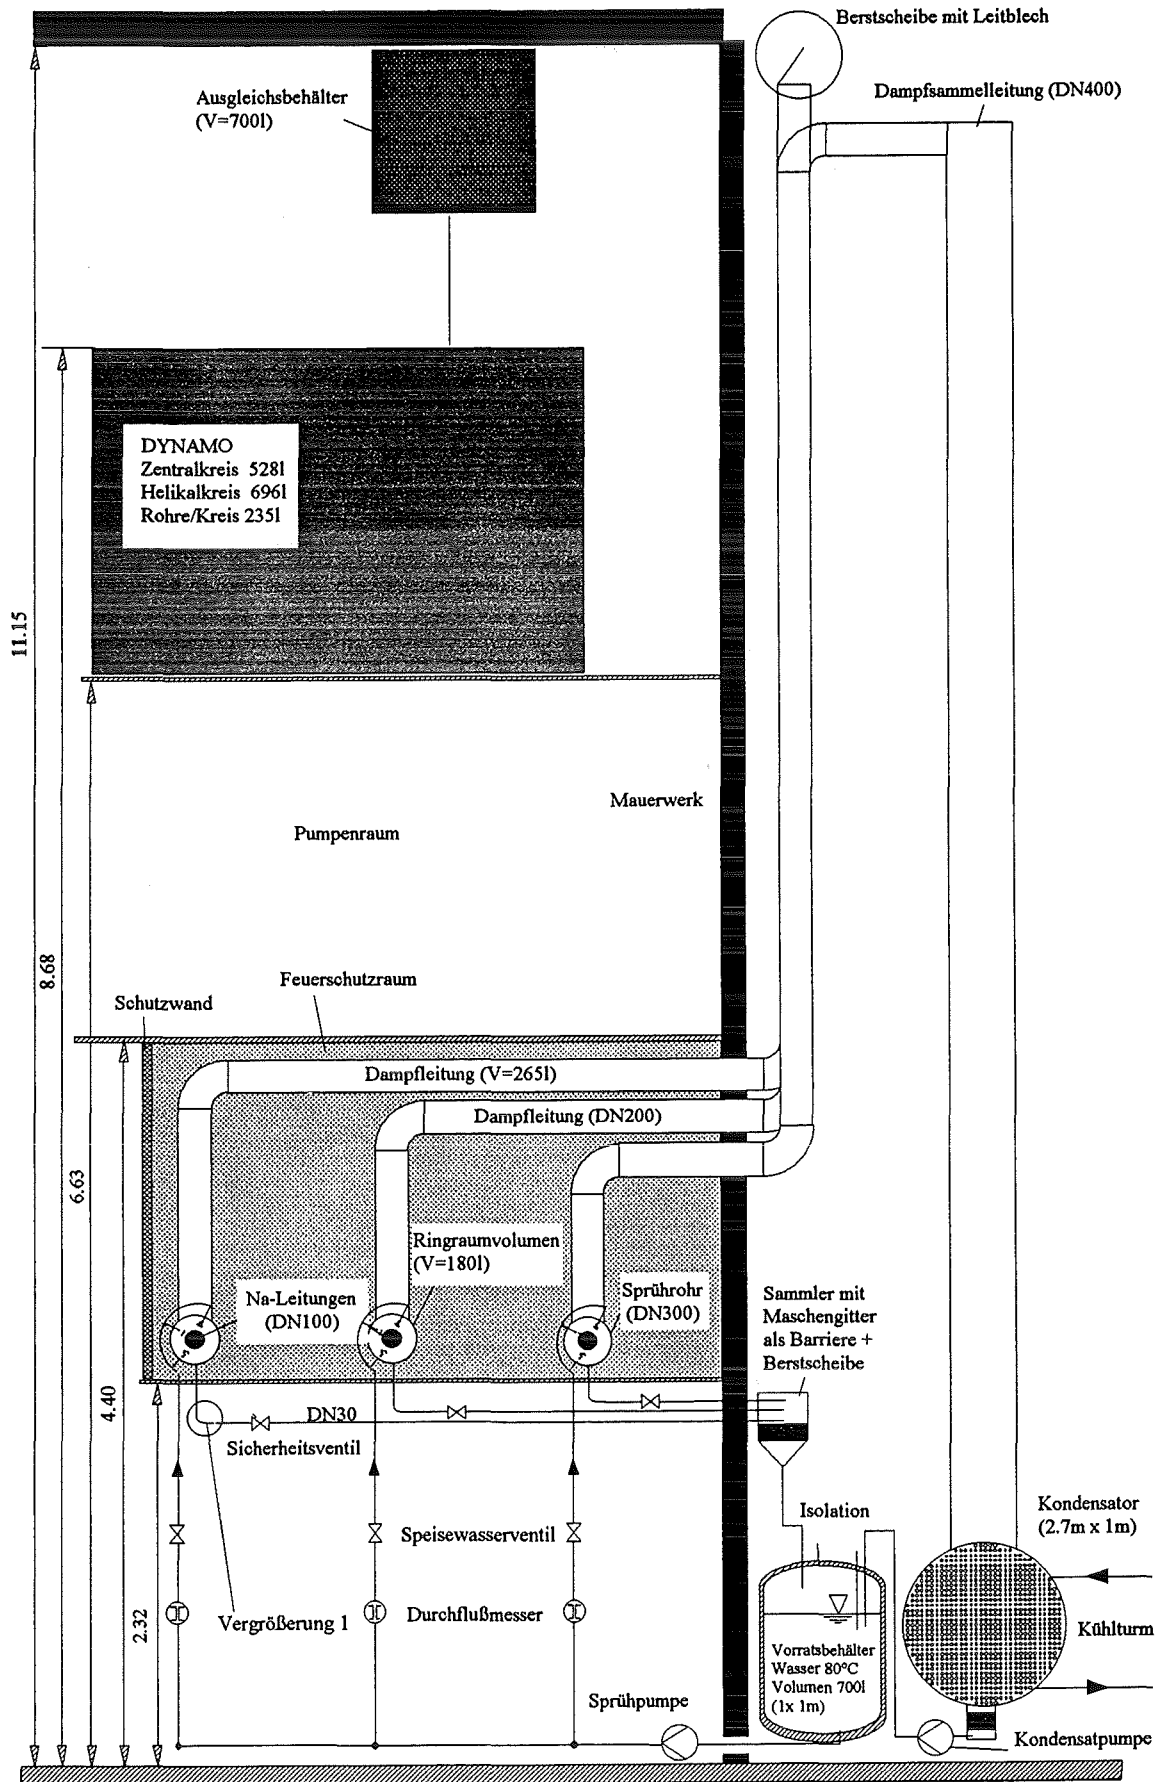 Berstscheibe mit Leitblech
Ausgleichsbehälter
(V=700l)
Dampfsammelleitung (DN400)
DYNAMO
Zentralkreis 528l
Helikalkreis 696l
Rohre/Kreis 235l
11.15
Mauerwerk
Pumpenraum
8.68
Feuerschutzraum
Schutzwand
Dampfleitung (V=265l)
Dampfleitung (DN200)
6.63
Ringraumvolumen
(V=180l)
Na-Leitungen
(DN100)
Sprührohr
(DN300)
Sammler mit
Maschengitter
als Barriere +
Berstscheibe
4.40
DN30
Sicherheitsventil
Isolation
Kondensator
(2.7m x 1m)
Speisewasserventil
2.32
Vergrößerung 1
Durchflußmesser
Kühlturm
Vorratsbehälter
Wasser 80°C
Volumen 700l
(1x 1m)
Sprühpumpe
Kondensatpumpe